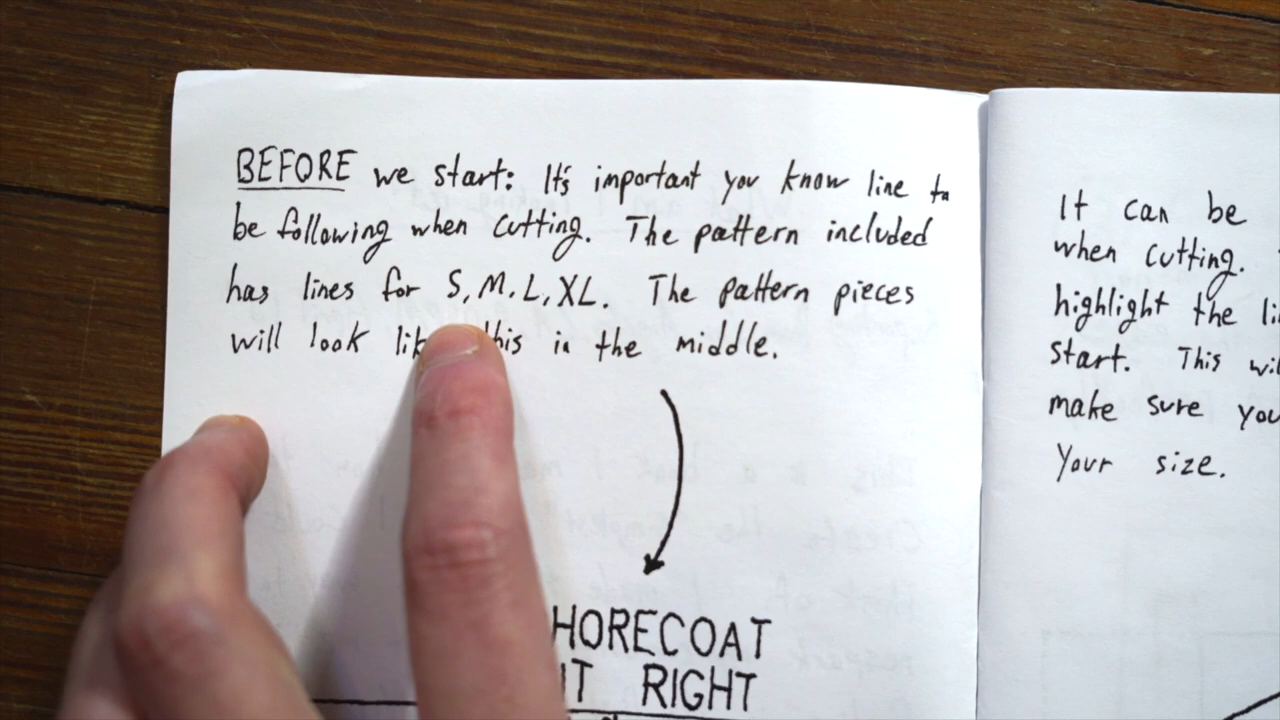 BEFORE we start: It's important you know line to
be following when cutting. The pattern included
has lines for S, M, L, XL. The pattern pieces
will look this in the middle.
HORECOAT
IT RIGHT
It can be
when cutting.
highlight the
start. This
make sure you
Your size.